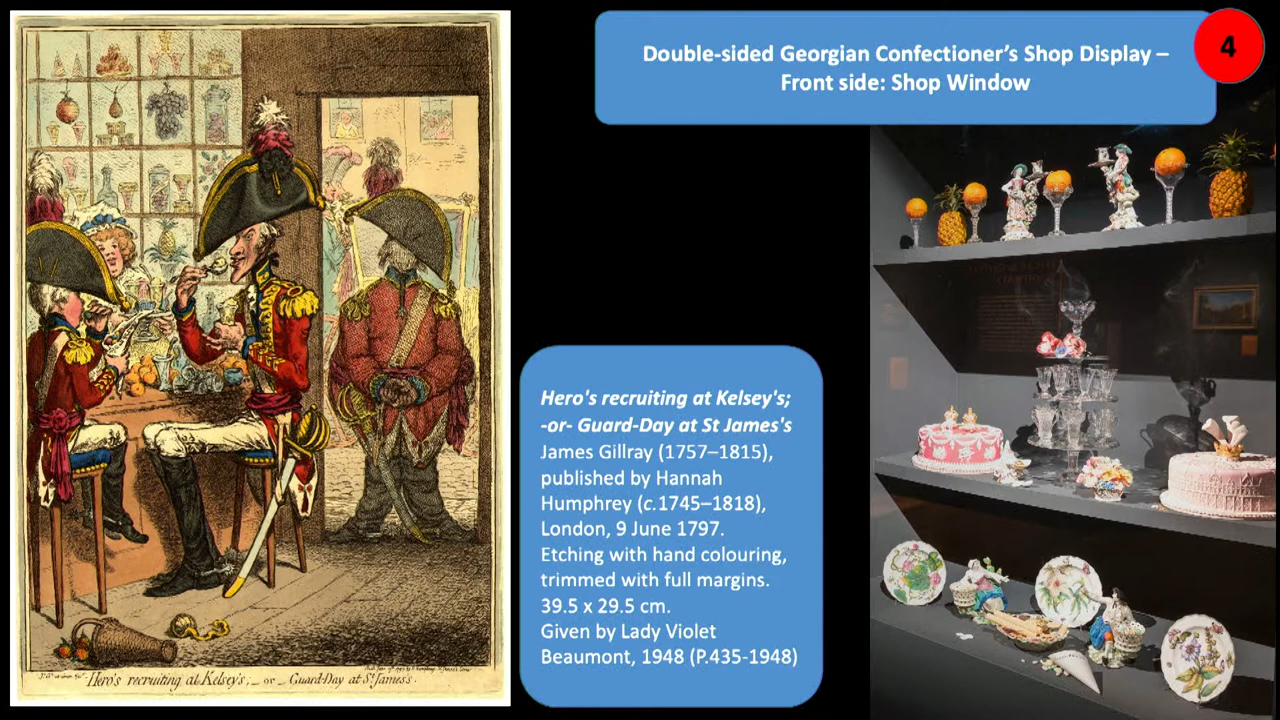 Double-sided Georgian Confectioner's Shop Display –
Front side: Shop Window
4
Hero's recruiting at Kelsey's;
-or- Guard-Day at St James's
James Gillray (1757–1815),
published by Hannah
Humphrey (c.1745–1818),
London, 9 June 1797.
Etching with hand colouring,
trimmed with full margins.
39.5 x 29.5 cm.
Given by Lady Violet
Beaumont, 1948 (P.435-1948)
Hero's recruiting at Kelsey's; – or – Guard-Day at St James's.